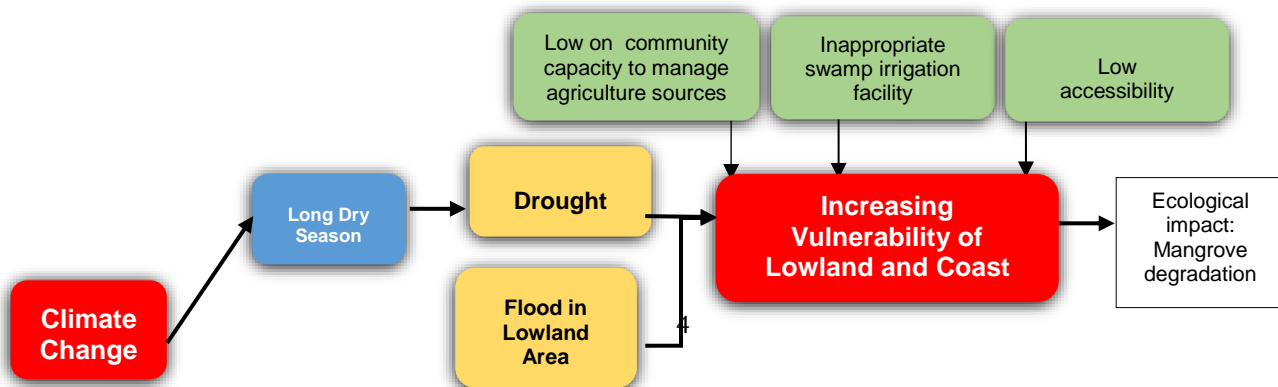 Low on community
capacity to manage
agriculture sources
Inappropriate
swamp irrigation
facility
Low
accessibility
Long Dry
Season
Drought
Increasing
Vulnerability of
Lowland and Coast
Ecological
impact:
Mangrove
degradation
Climate
Change
Flood in
Lowland
Area
4